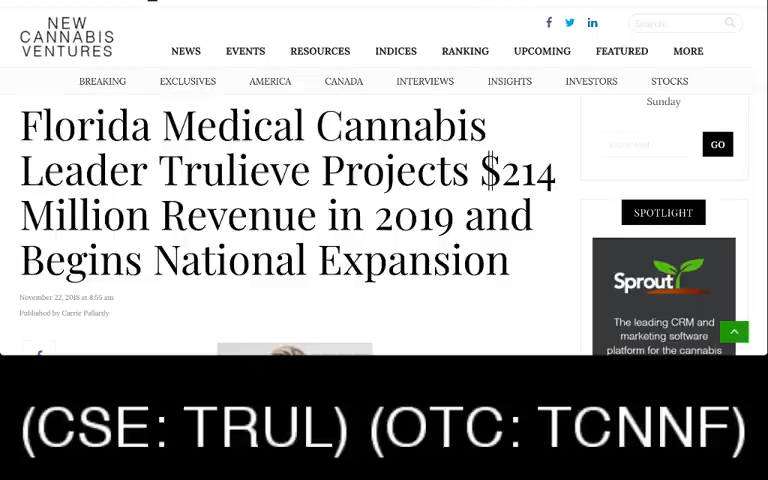 NEW
CANNABIS
VENTURES
Search...
NEWS EVENTS RESOURCES INDICES RANKING UPCOMING FEATURED MORE
BREAKING EXCLUSIVES AMERICA CANADA INTERVIEWS INSIGHTS INVESTORS STOCKS
Florida Medical Cannabis
Leader Trulieve Projects $214
Million Revenue in 2019 and
Begins National Expansion
November 22, 2018 at 8:55 am
Published by Carrie Pallardy
Sunday
GO
SPOTLIGHT
Sprout
The leading CRM and
marketing software
platform for the cannabis
(CSE: TRUL) (OTC: TCNNF)